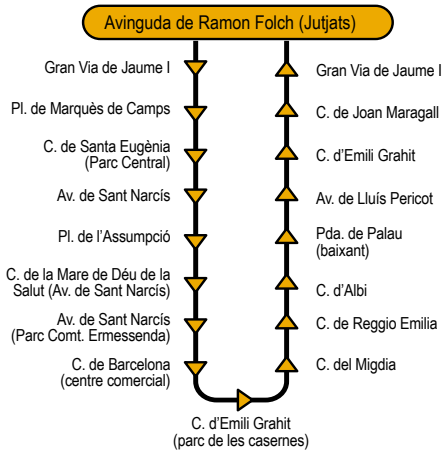 Avinguda de Ramon Folch (Jutjats)
Gran Via de Jaume I
Pl. de Marquès de Camps
C. de Santa Eugènia
(Parc Central)
Av. de Sant Narcís
Pl. de l'Assumpció
C. de la Mare de Déu de la
Salut (Av. de Sant Narcís)
Av. de Sant Narcís
(Parc Comt. Ermessenda)
C. de Barcelona
(centre comercial)
C. d'Emili Grahit
(parc de les casernes)
Gran Via de Jaume I
C. de Joan Maragall
C. d'Emili Grahit
Av. de Lluís Pericot
Pda. de Palau
(baixant)
C. d'Albi
C. de Reggio Emilia
C. del Migdia